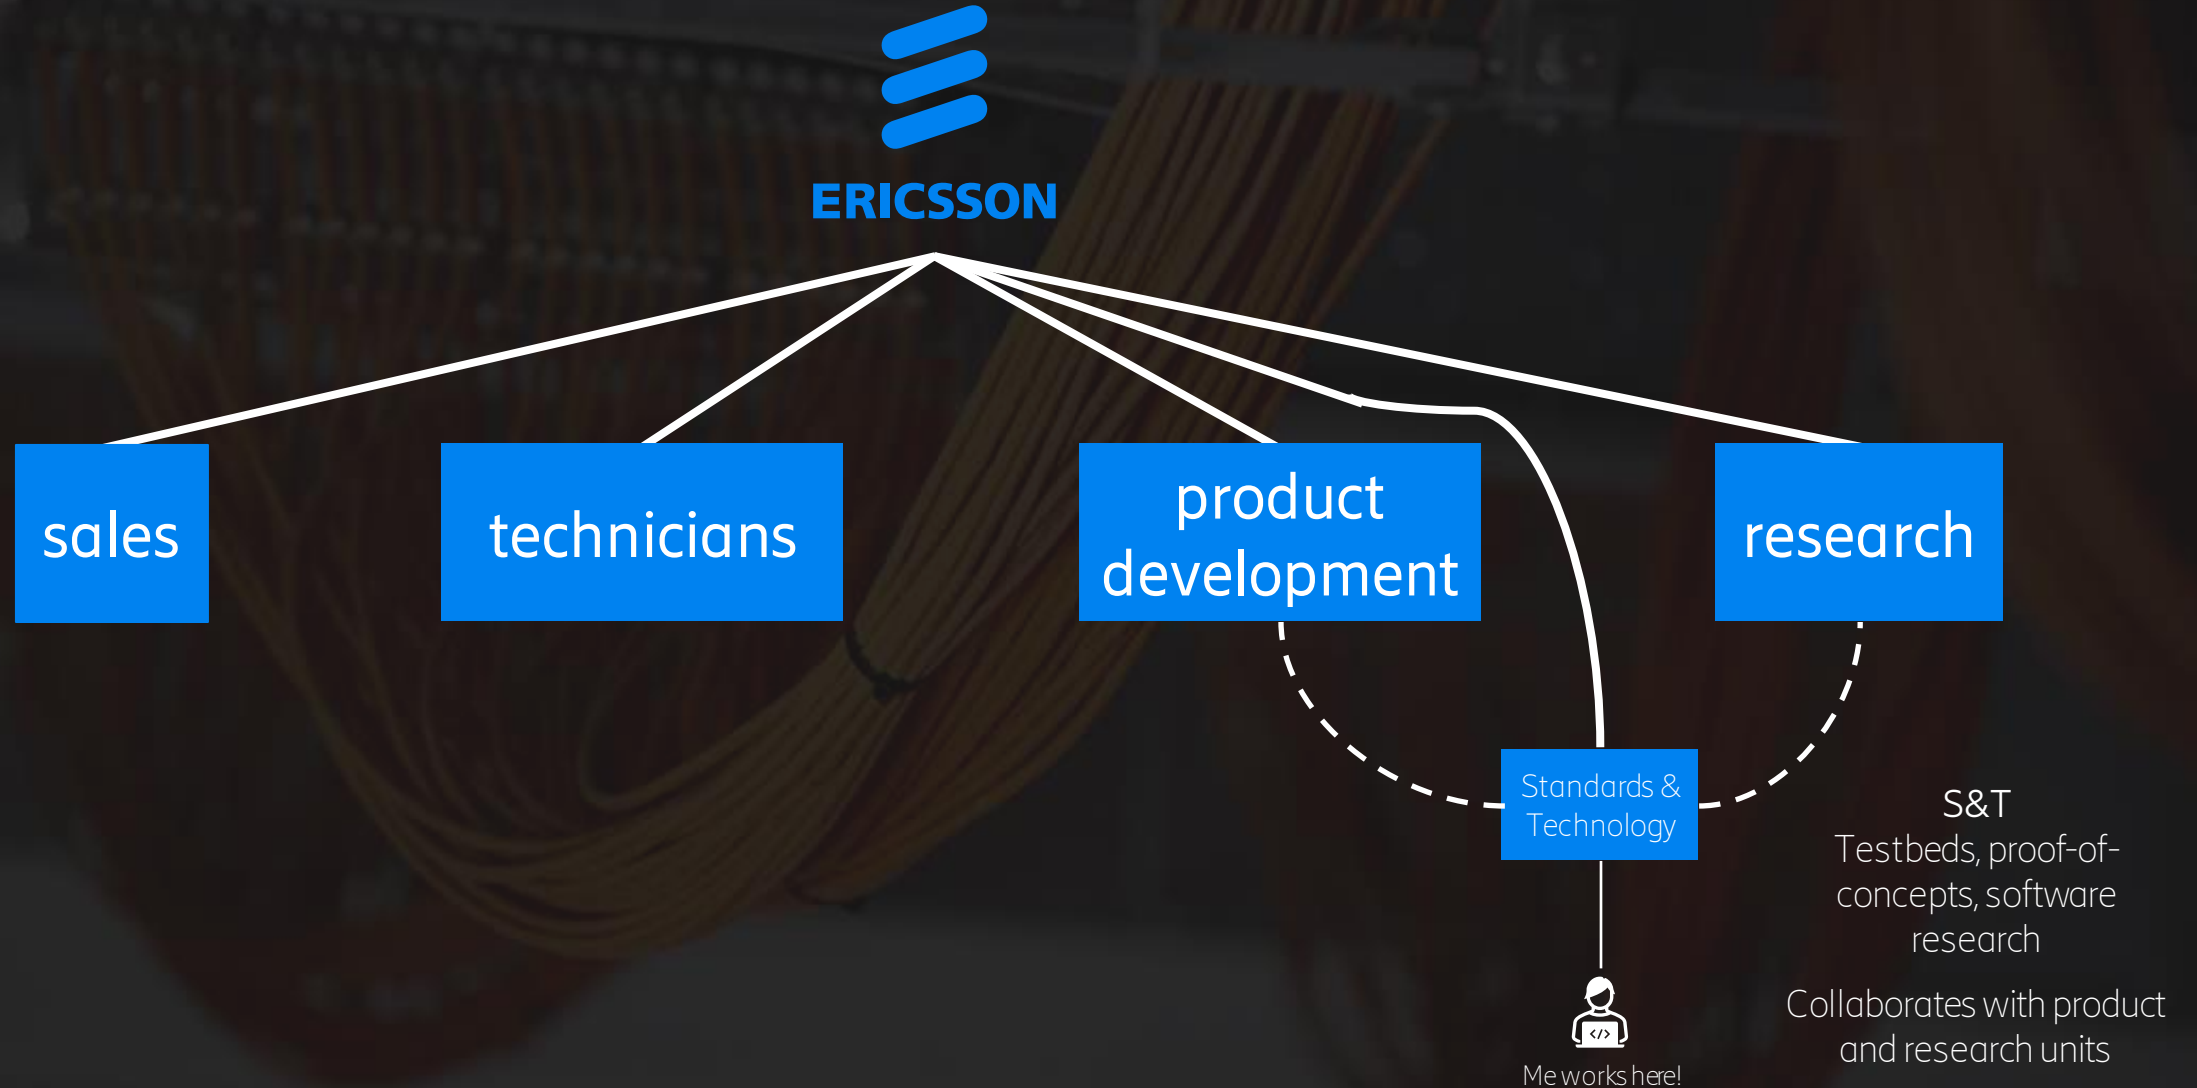 ERICSSON
sales
technicians
product
development
research
Standards &
Technology
S&T
Testbeds, proof-of-
concepts, software
research
Collaborates with product
and research units
</>
Me works here!